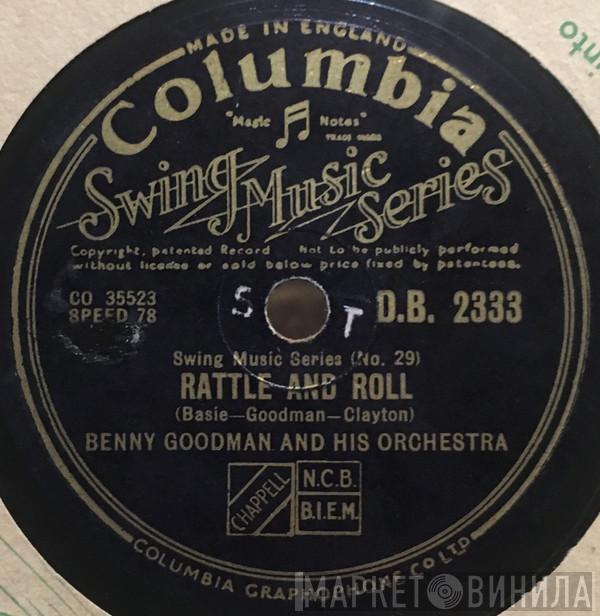 MADE IN ENGLAND
Columbia
"Magic Notes"
TRADE MARK
Swing Music Series
Copyright, patented Record Not to be publicly performed
without license or sold below price fixed by patentees.
CO 35523
SPEED 78
S T
D.B. 2333
Swing Music Series (No. 29)
RATTLE AND ROLL
(Basie—Goodman—Clayton)
BENNY GOODMAN AND HIS ORCHESTRA
CHAPPELL
N.C.B.
B.I.E.M.
COLUMBIA GRAPHOPHONE CO LTD.
into
МАРКЕТ ВИНИЛА